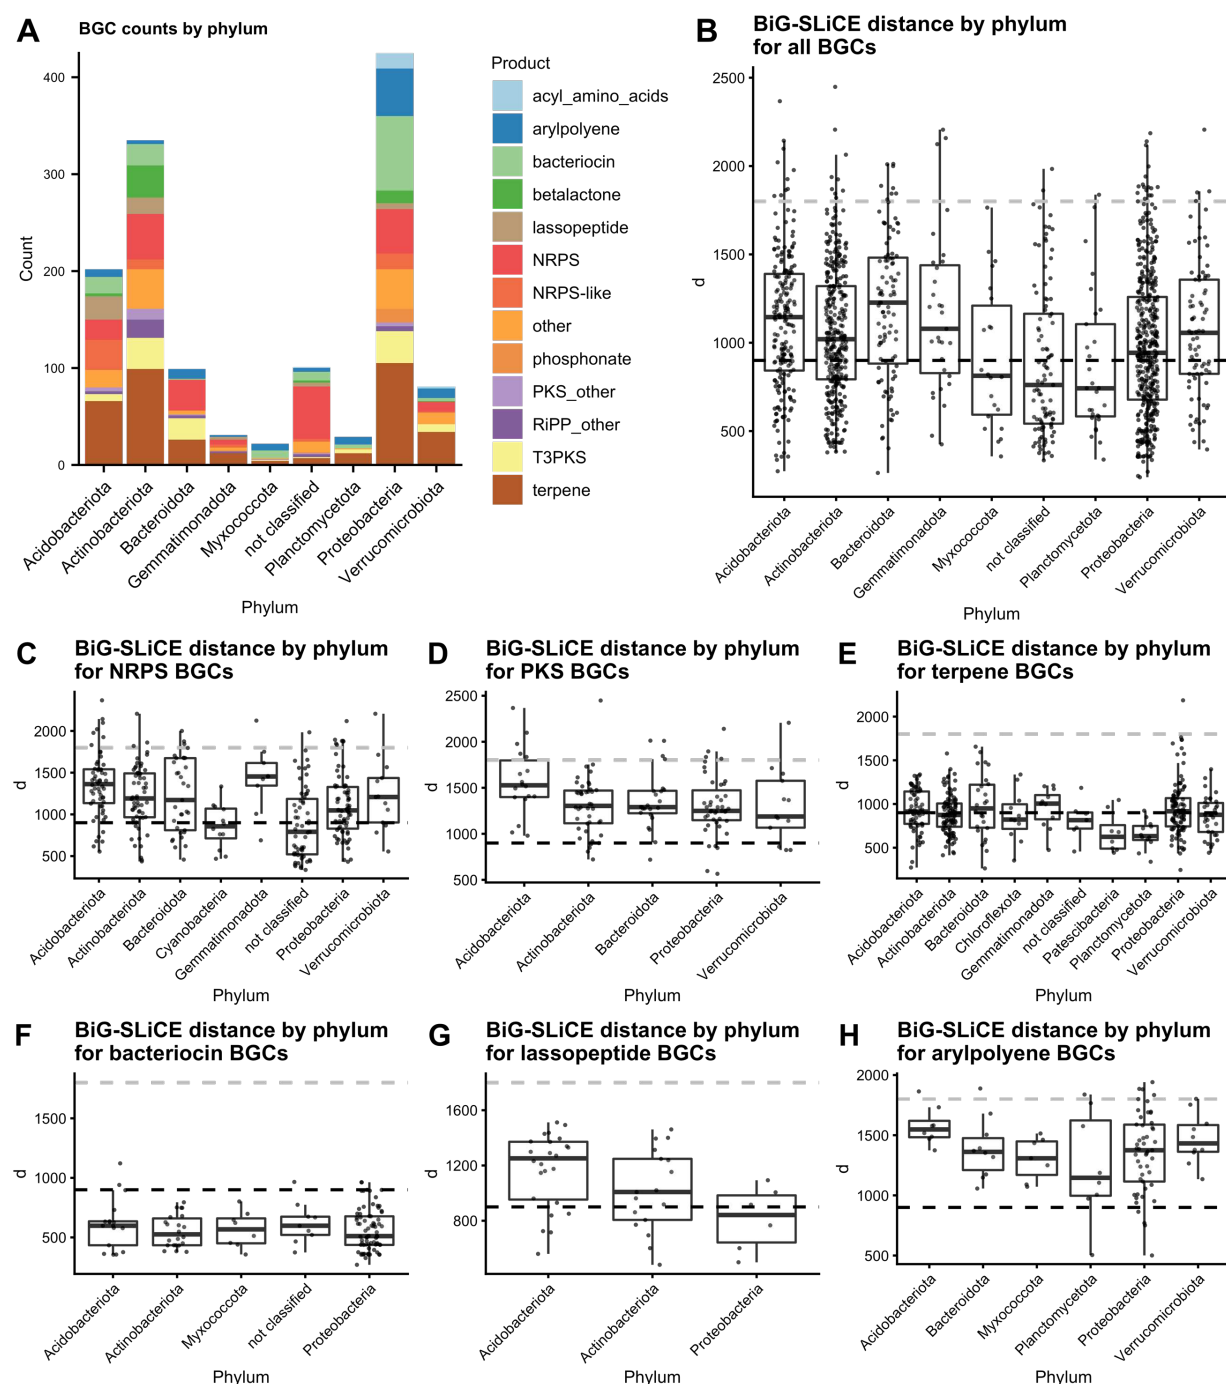 A
BGC counts by phylum
Count
400
300
200
100
0
Acidobacteriota
Actinobacteriota
Bacteroidota
Gemmatimonadota
Myxococcota
not classified
Planctomycetota
Proteobacteria
Verrucomicrobiota
Phylum
Product
acyl_amino_acids
arylpolyene
bacteriocin
betalactone
lassopeptide
NRPS
NRPS-like
other
phosphonate
PKS_other
RiPP_other
T3PKS
terpene
B
BiG-SLiCE distance by phylum
for all BGCs
d
2500
2000
1500
1000
500
Acidobacteriota
Actinobacteriota
Bacteroidota
Gemmatimonadota
Myxococcota
not classified
Planctomycetota
Proteobacteria
Verrucomicrobiota
Phylum
C
BiG-SLiCE distance by phylum
for NRPS BGCs
d
2000
1500
1000
500
Acidobacteriota
Actinobacteriota
Bacteroidota
Cyanobacteria
Gemmatimonadota
not classified
Proteobacteria
Verrucomicrobiota
Phylum
D
BiG-SLiCE distance by phylum
for PKS BGCs
d
2500
2000
1500
1000
500
Acidobacteriota
Actinobacteriota
Bacteroidota
Proteobacteria
Verrucomicrobiota
Phylum
E
BiG-SLiCE distance by phylum
for terpene BGCs
d
2000
1500
1000
500
Acidobacteriota
Actinobacteriota
Bacteroidota
Chloroflexota
Gemmatimonadota
not classified
Patescibacteria
Planctomycetota
Proteobacteria
Verrucomicrobiota
Phylum
F
BiG-SLiCE distance by phylum
for bacteriocin BGCs
d
1500
1000
500
Acidobacteriota
Actinobacteriota
Myxococcota
not classified
Proteobacteria
Phylum
G
BiG-SLiCE distance by phylum
for lassopeptide BGCs
d
1600
1200
800
Acidobacteriota
Actinobacteriota
Proteobacteria
Phylum
H
BiG-SLiCE distance by phylum
for arylpolyene BGCs
d
2000
1500
1000
500
Acidobacteriota
Bacteroidota
Myxococcota
Planctomycetota
Proteobacteria
Verrucomicrobiota
Phylum